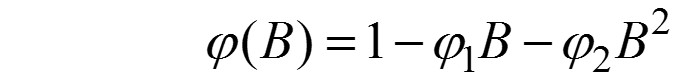 φ(B) = 1 − φ₁B − φ₂B²